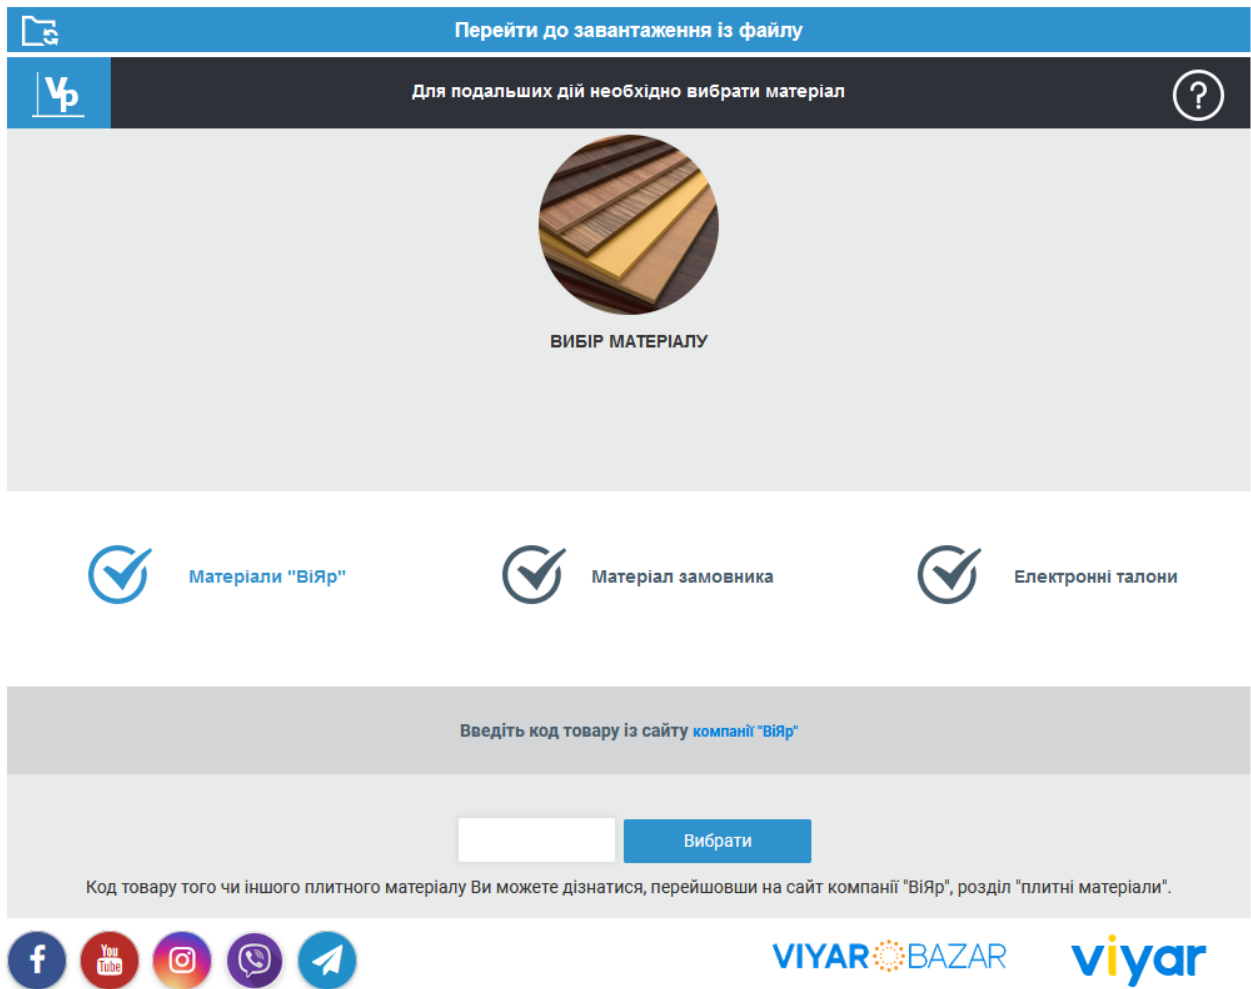 Перейти до завантаження із файлу
Vp
Для подальших дій необхідно вибрати матеріал
?
ВИБІР МАТЕРІАЛУ
Матеріали "ВіЯр"
Матеріал замовника
Електронні талони
Введіть код товару із сайту компанії "ВіЯр"
Вибрати
Код товару того чи іншого плитного матеріалу Ви можете дізнатися, перейшовши на сайт компанії "ВіЯр", розділ "плитні матеріали".
f
You
Tube
VIYAR BAZAR
viyar